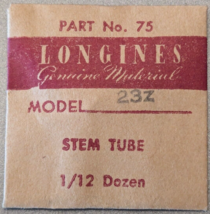 PART No. 75
LONGINES
Genuine Material
MODEL 23Z
STEM TUBE
1/12 Dozen